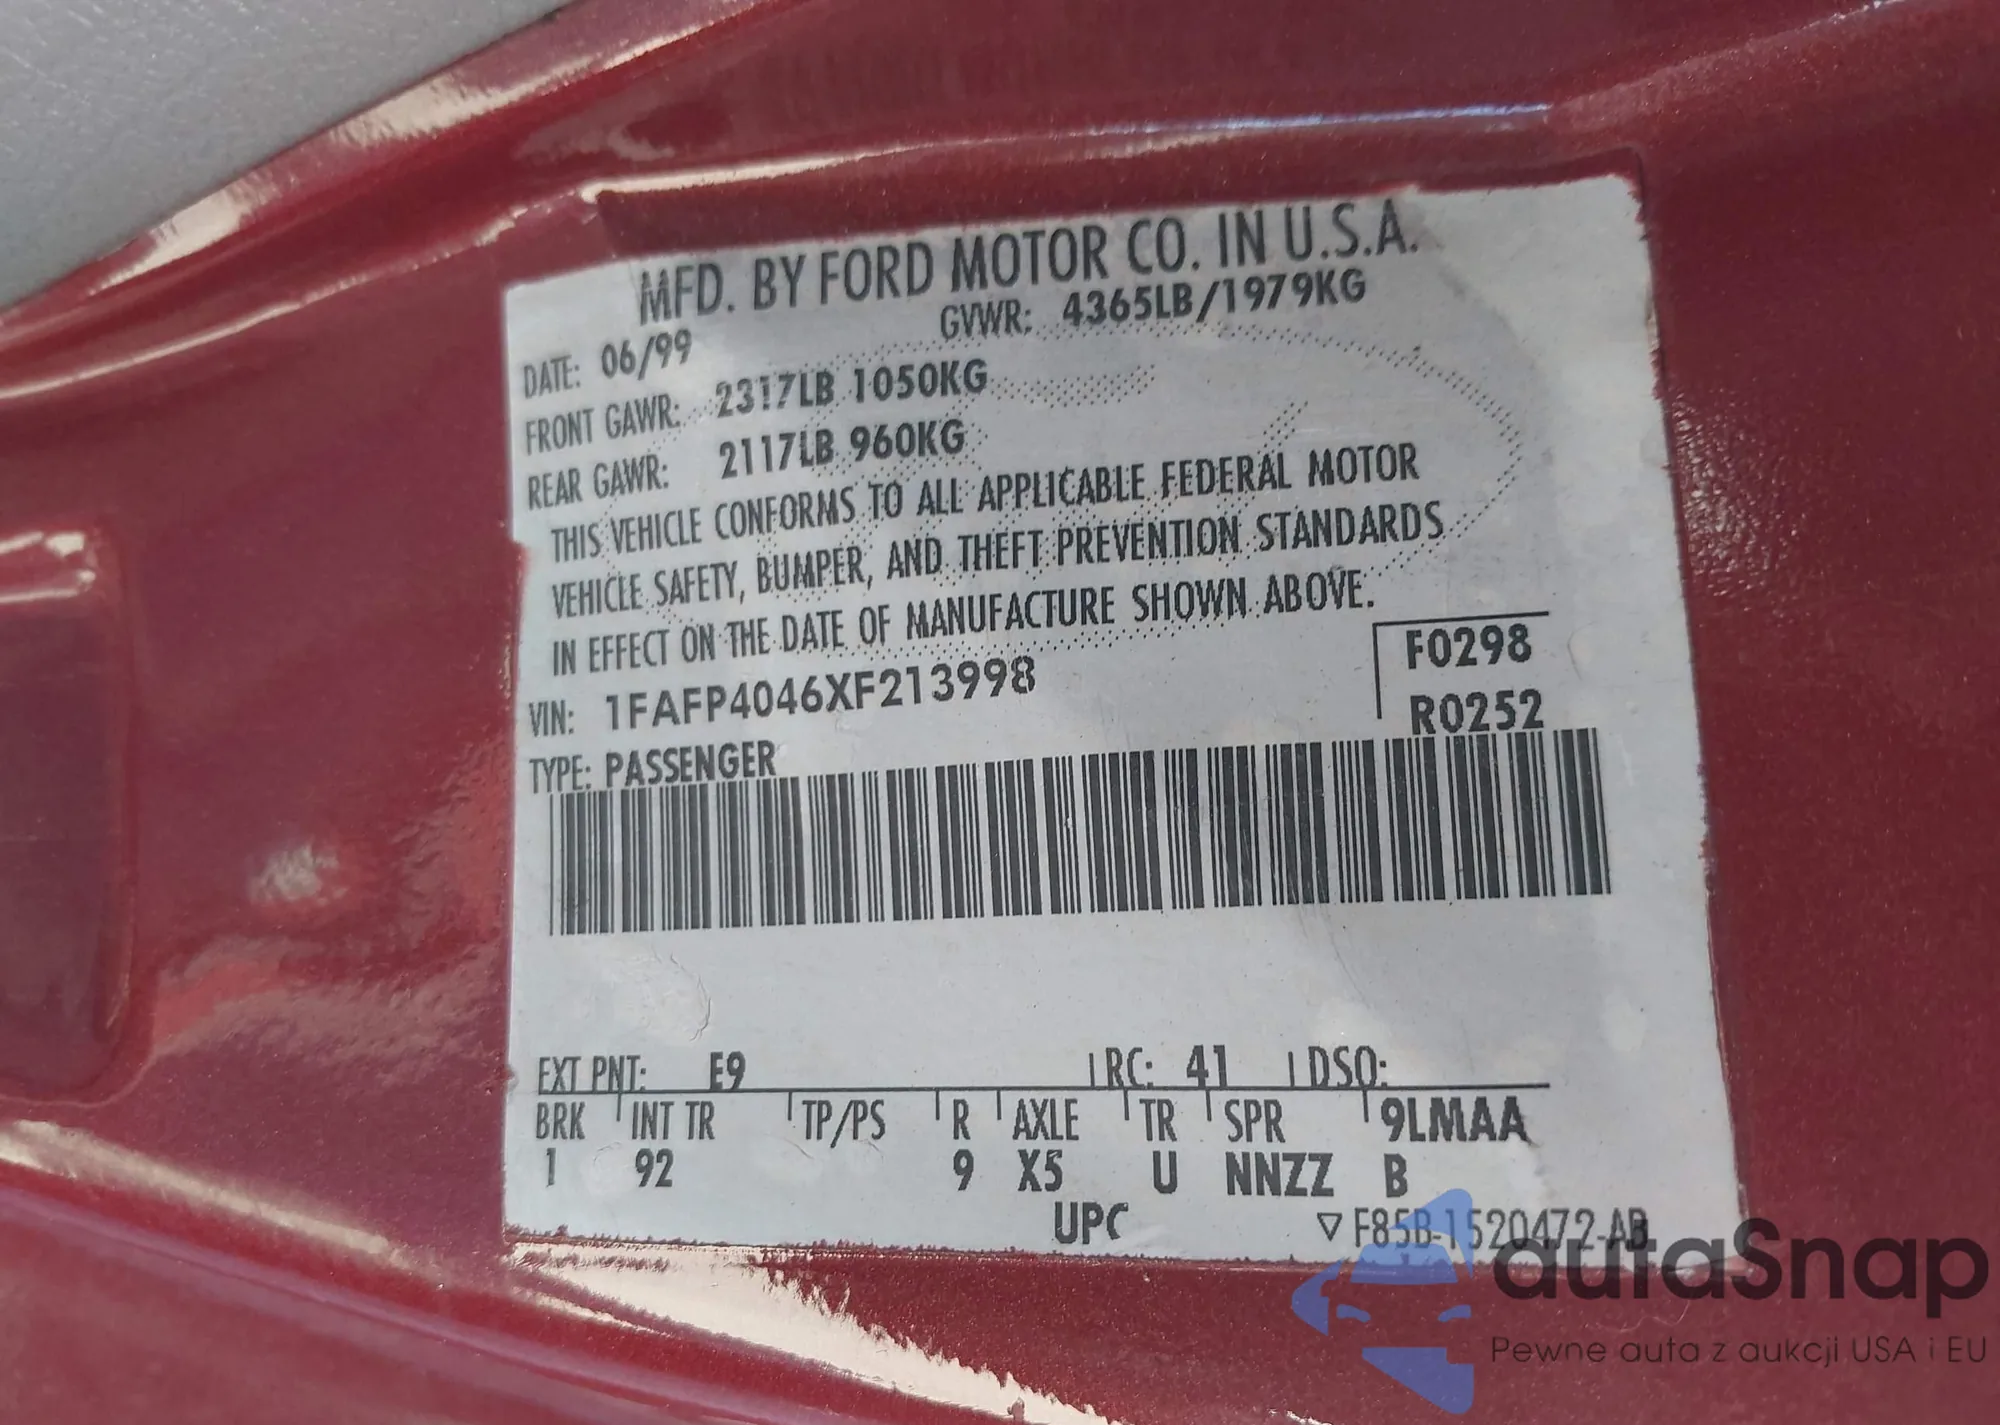 MFD. BY FORD MOTOR CO. IN U.S.A.
DATE: 06/99 GVWR: 4365LB/1979KG
FRONT GAWR: 2317LB 1050KG
REAR GAWR: 2117LB 960KG
THIS VEHICLE CONFORMS TO ALL APPLICABLE FEDERAL MOTOR
VEHICLE SAFETY, BUMPER, AND THEFT PREVENTION STANDARDS
IN EFFECT ON THE DATE OF MANUFACTURE SHOWN ABOVE.
VIN: 1FAFP4046XF213998 F0298
TYPE: PASSENGER R0252
EXT PNT: E9 RC: 41 DSO:
BRK INT TR TP/PS R AXLE TR SPR 9LMAA
1 92 9 X5 U NNZZ B
UPC ▽ F85B-1520472-AB
autaSnap
Pewne auta z aukcji USA i EU